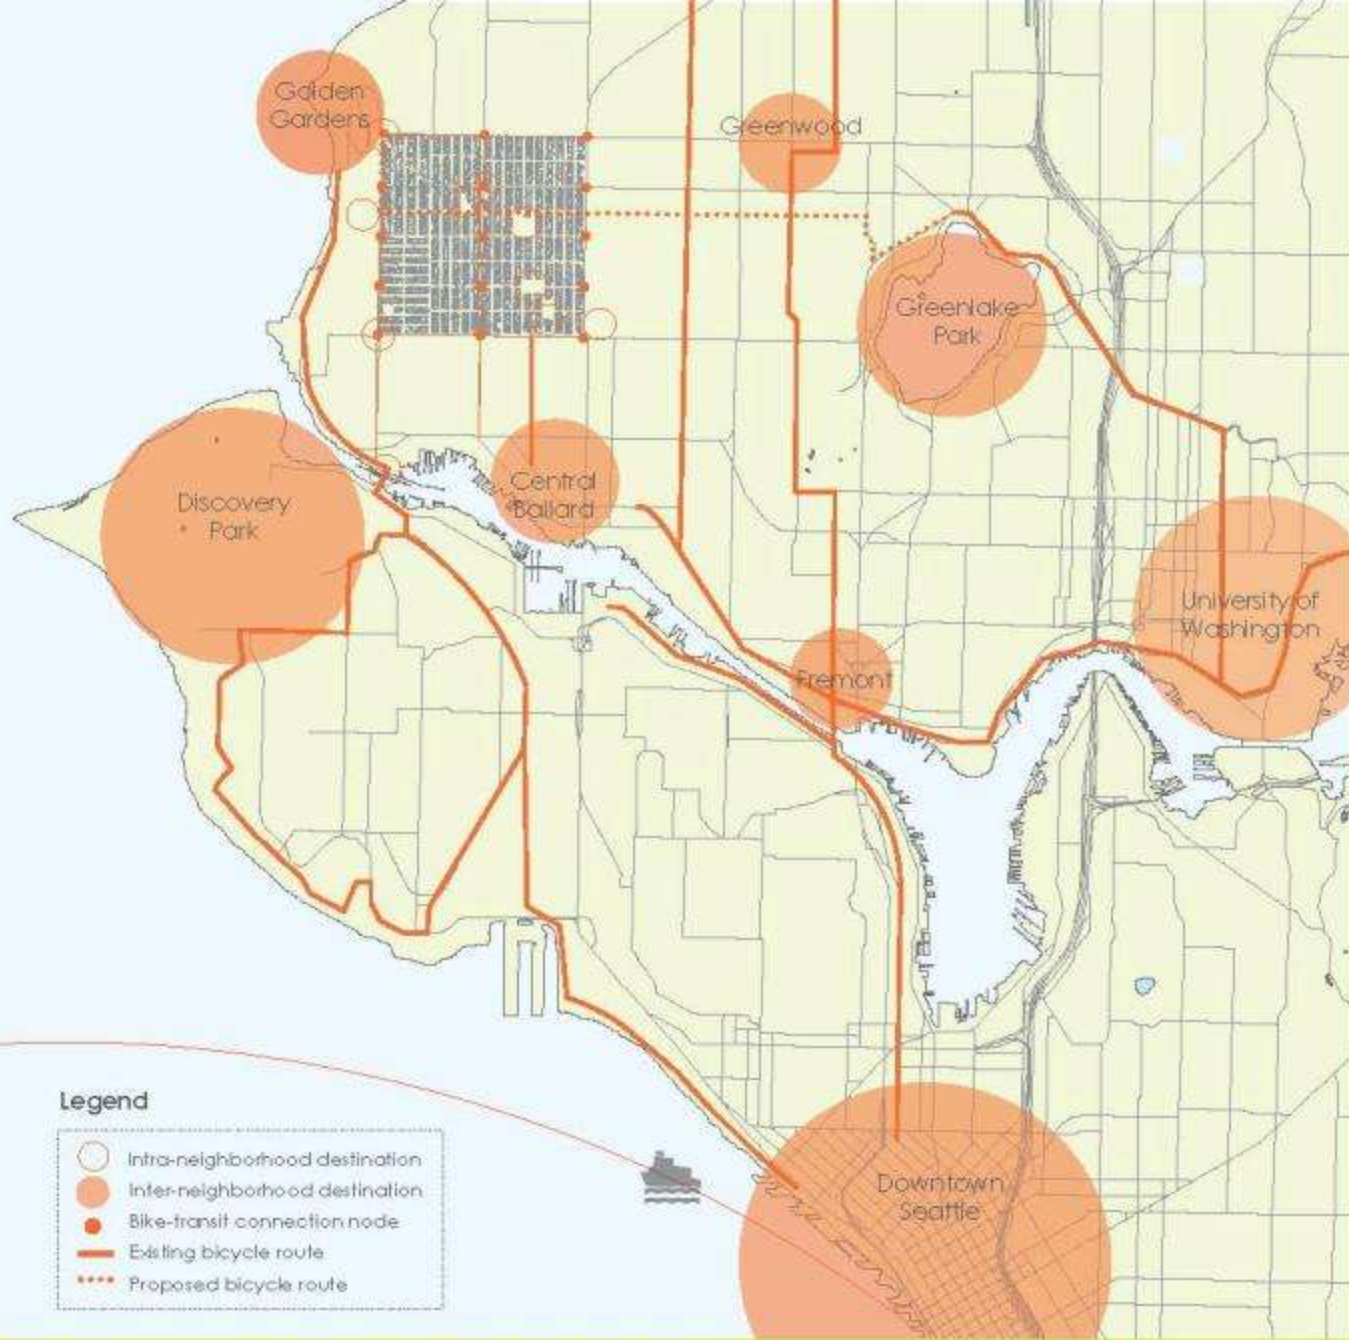 Golden
Gardens
Greenwood
Greenlake
Park
Discovery
Park
Central
Ballard
University of
Washington
Fremont
Downtown
Seattle
Legend
Intra-neighborhood destination
Inter-neighborhood destination
Bike-transit connection node
Existing bicycle route
Proposed bicycle route